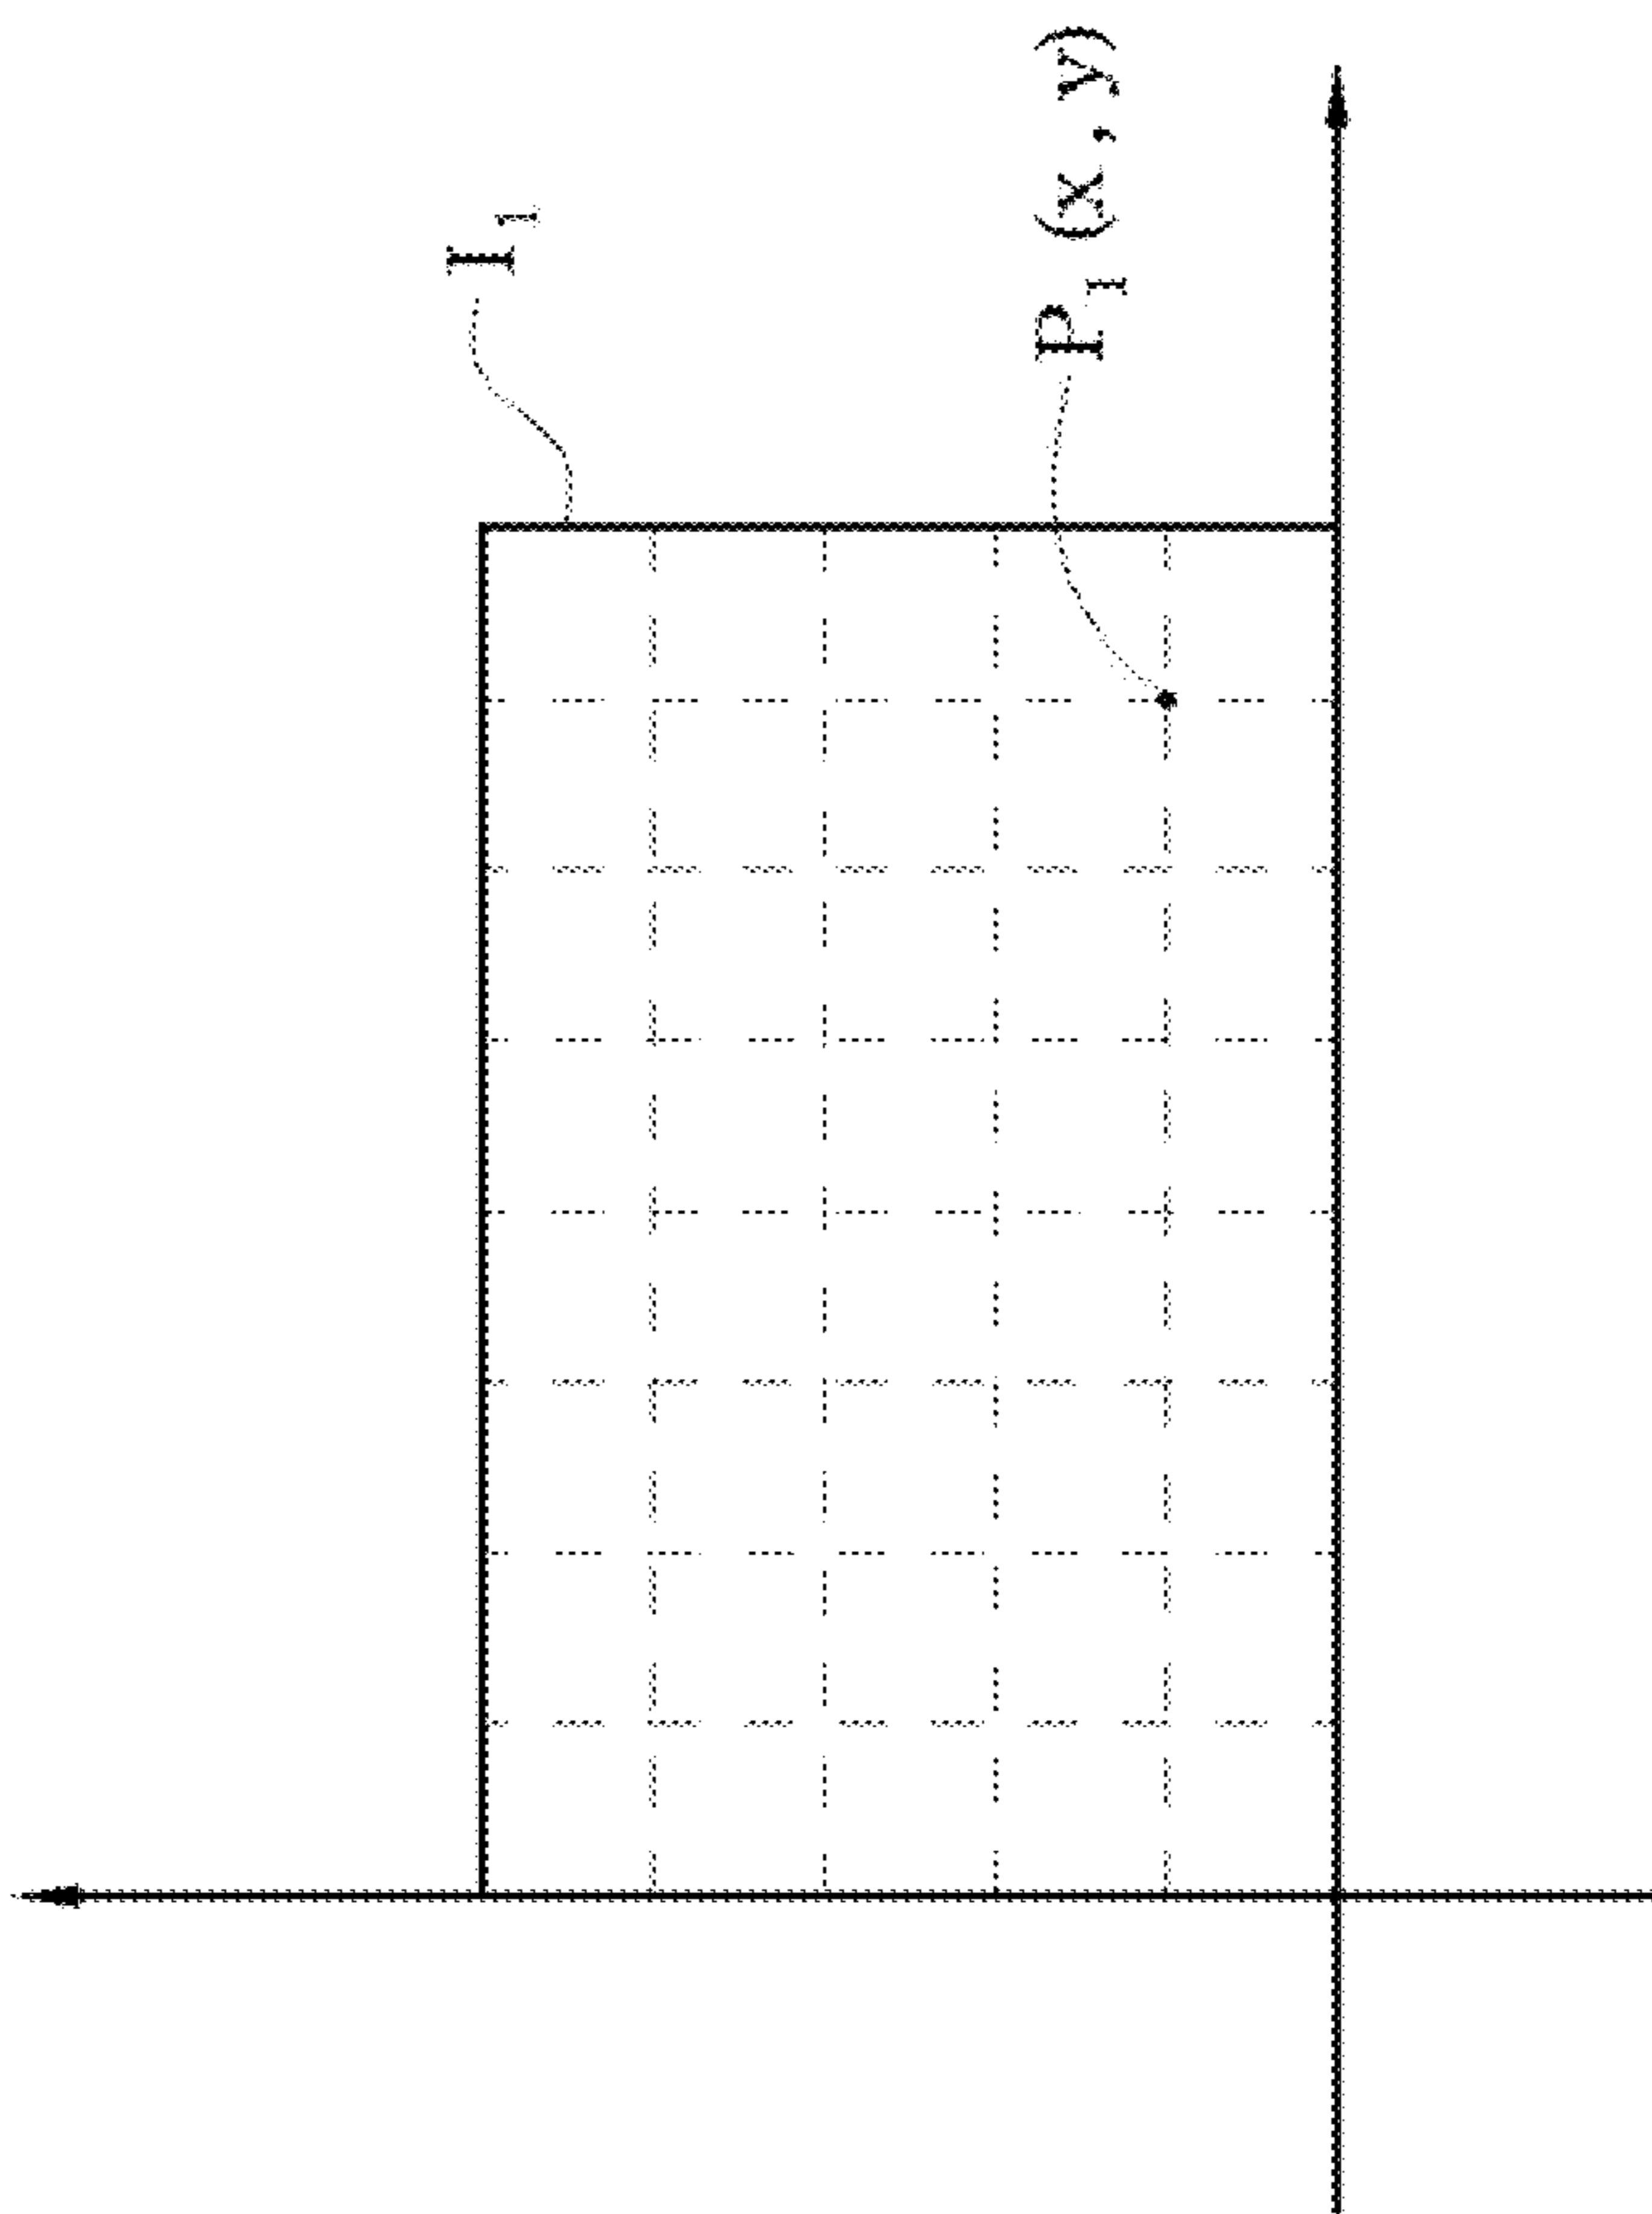 I₁
P₁ (x, y)